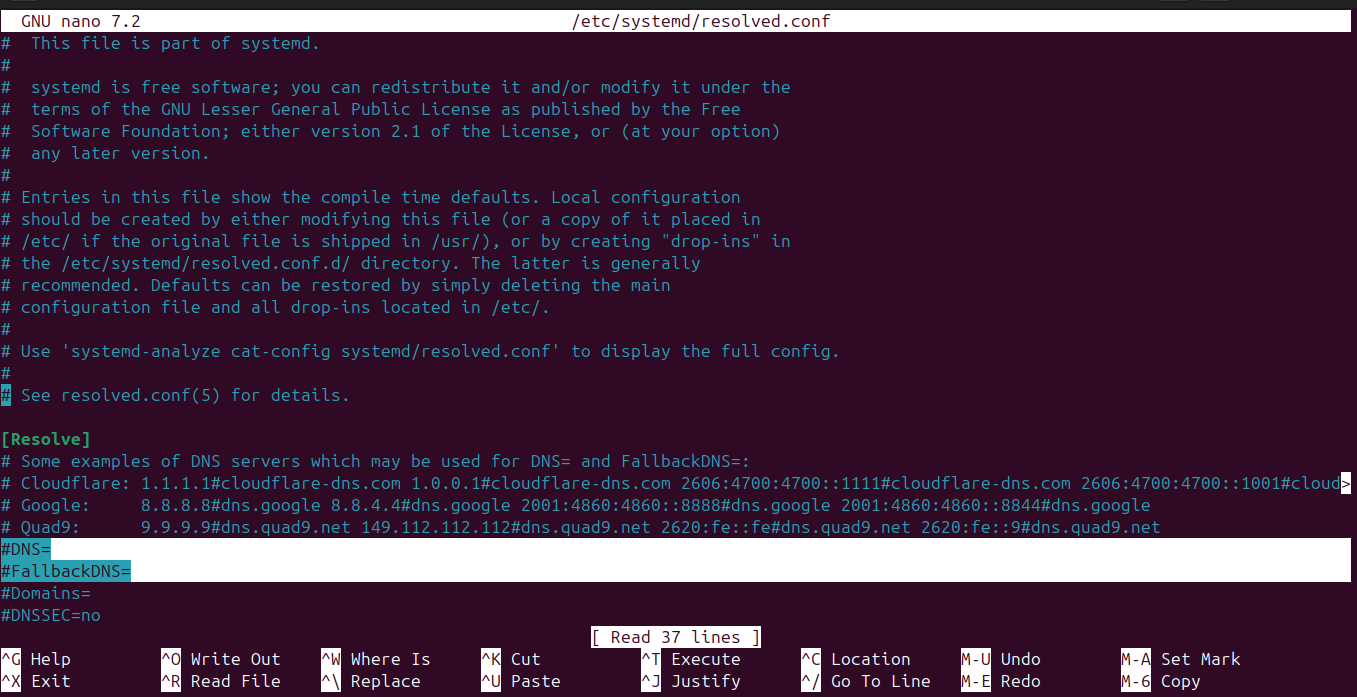 GNU nano 7.2 /etc/systemd/resolved.conf
#  This file is part of systemd.
#
#  systemd is free software; you can redistribute it and/or modify it under the
#  terms of the GNU Lesser General Public License as published by the Free
#  Software Foundation; either version 2.1 of the License, or (at your option)
#  any later version.
#
# Entries in this file show the compile time defaults. Local configuration
# should be created by either modifying this file (or a copy of it placed in
# /etc/ if the original file is shipped in /usr/), or by creating "drop-ins" in
# the /etc/systemd/resolved.conf.d/ directory. The latter is generally
# recommended. Defaults can be restored by simply deleting the main
# configuration file and all drop-ins located in /etc/.
#
# Use 'systemd-analyze cat-config systemd/resolved.conf' to display the full config.
#
# See resolved.conf(5) for details.
[Resolve]
# Some examples of DNS servers which may be used for DNS= and FallbackDNS=:
# Cloudflare: 1.1.1.1#cloudflare-dns.com 1.0.0.1#cloudflare-dns.com 2606:4700:4700::1111#cloudflare-dns.com 2606:4700:4700::1001#cloud>
# Google:     8.8.8.8#dns.google 8.8.4.4#dns.google 2001:4860:4860::8888#dns.google 2001:4860:4860::8844#dns.google
# Quad9:      9.9.9.9#dns.quad9.net 149.112.112.112#dns.quad9.net 2620:fe::fe#dns.quad9.net 2620:fe::9#dns.quad9.net
#DNS=
#FallbackDNS=
#Domains=
#DNSSEC=no
[ Read 37 lines ]
^G Help ^O Write Out ^W Where Is ^K Cut ^T Execute ^C Location M-U Undo M-A Set Mark
^X Exit ^R Read File ^\ Replace ^U Paste ^J Justify ^/ Go To Line M-E Redo M-6 Copy